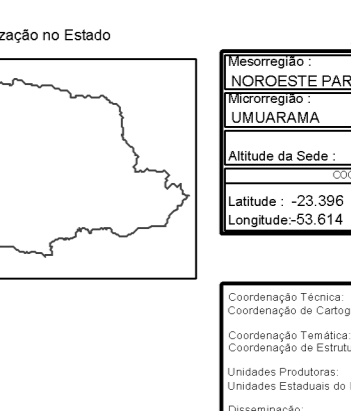 zação no Estado
Mesorregião :
NOROESTE PAR
Microrregião :
UMUARAMA
Altitude da Sede :
COO
Latitude : -23.396
Longitude:-53.614
Coordenação Técnica:
Coordenação de Cartog
Coordenação Temática:
Coordenação de Estrutu
Unidades Produtoras:
Unidades Estaduais do I
Disseminação: